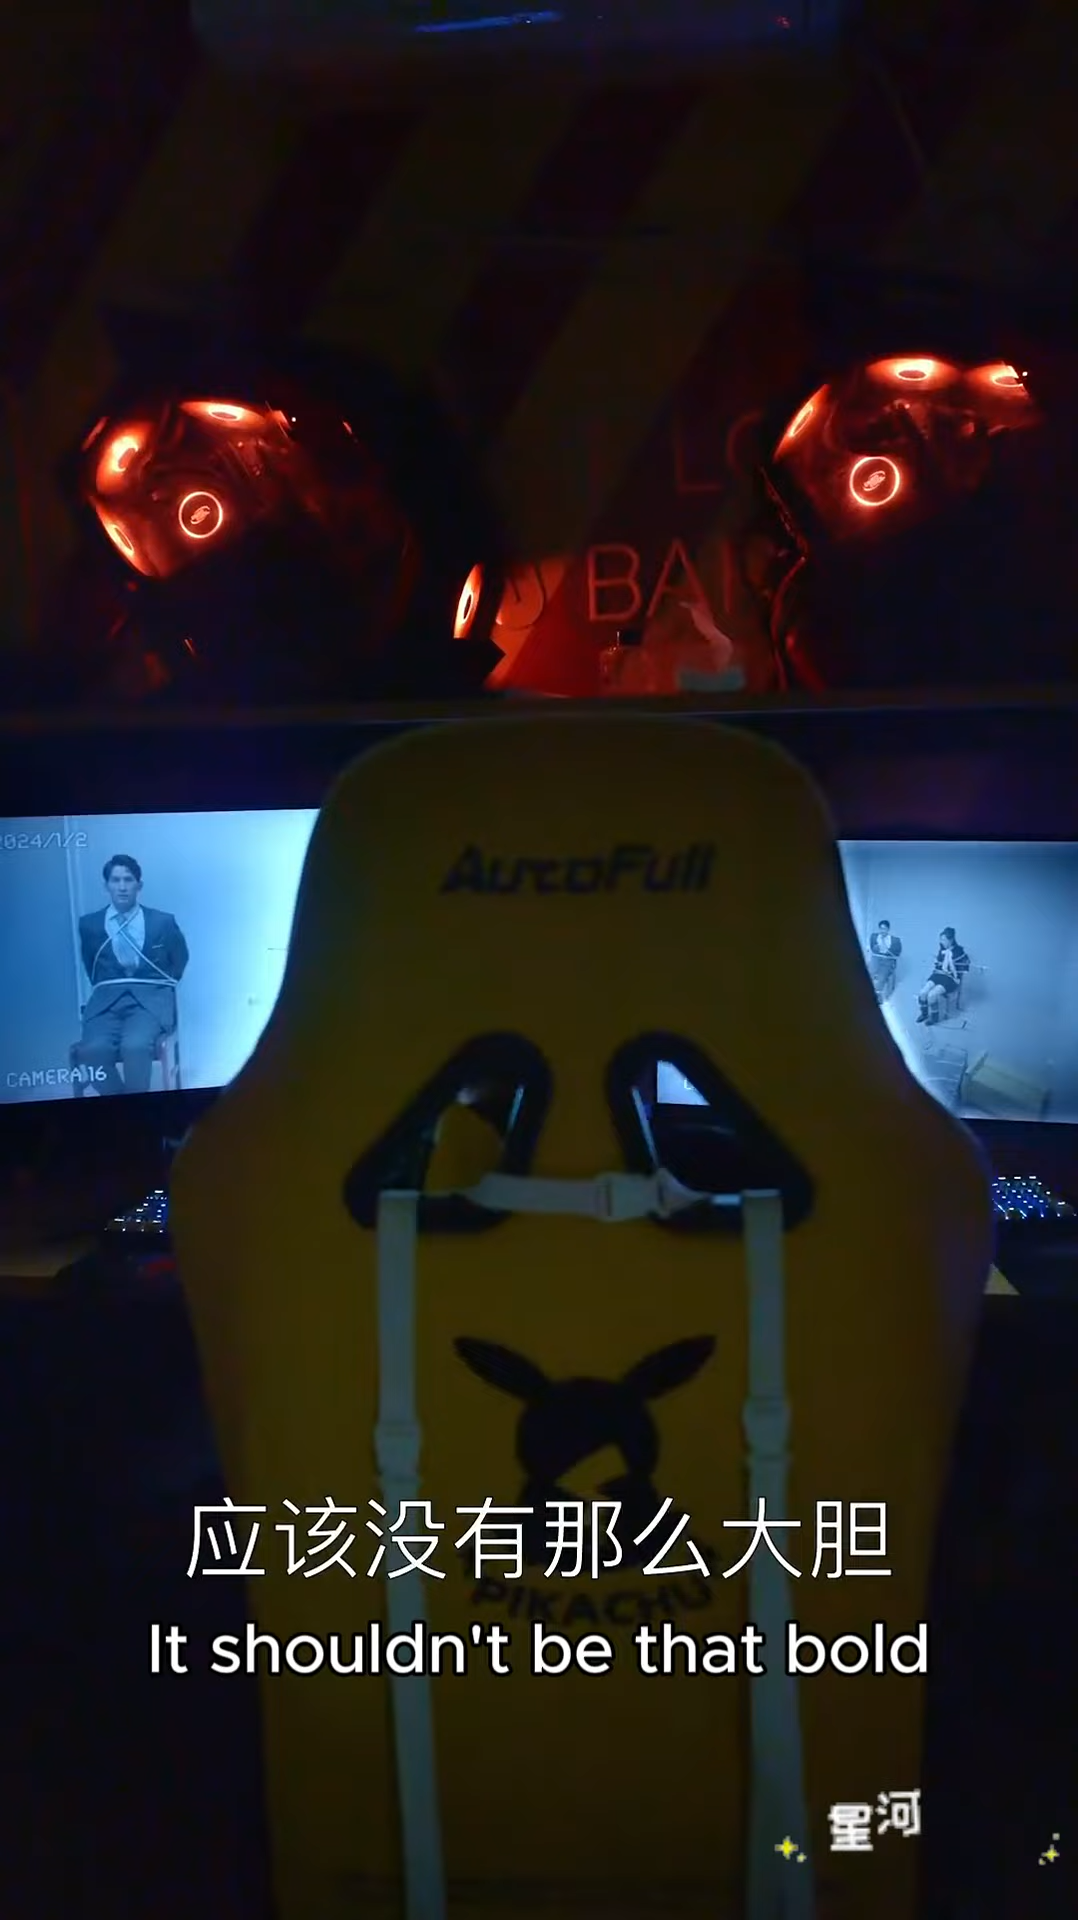 BA
AutoFull
2024/1/2
CAMERA 16
PIKACHU
应该没有那么大胆
It shouldn't be that bold
星河